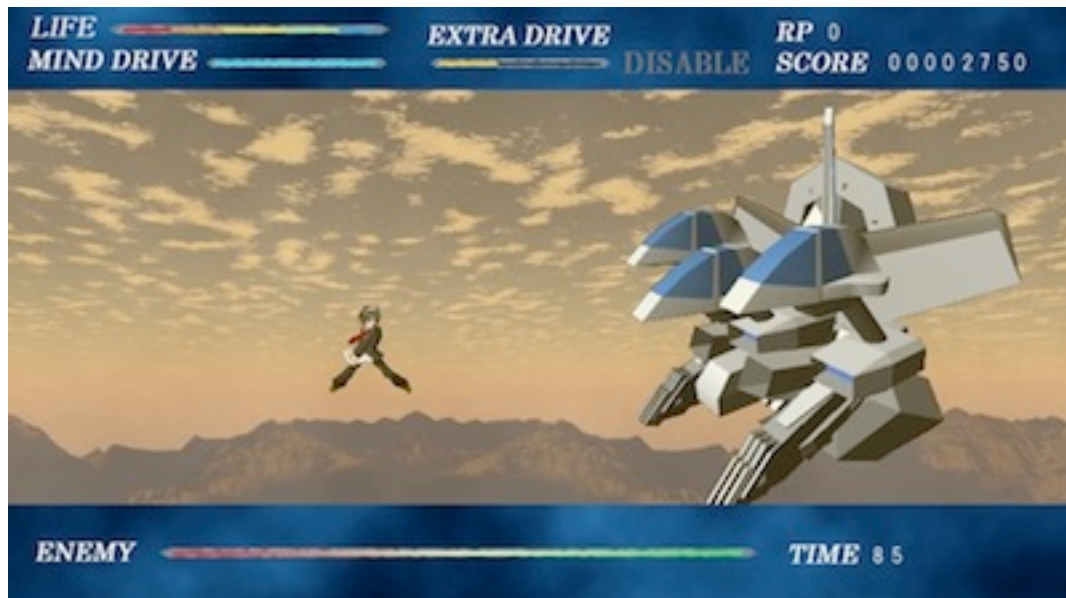 LIFE EXTRA DRIVE RP 0
MIND DRIVE DISABLE SCORE 00002750
ENEMY TIME 85